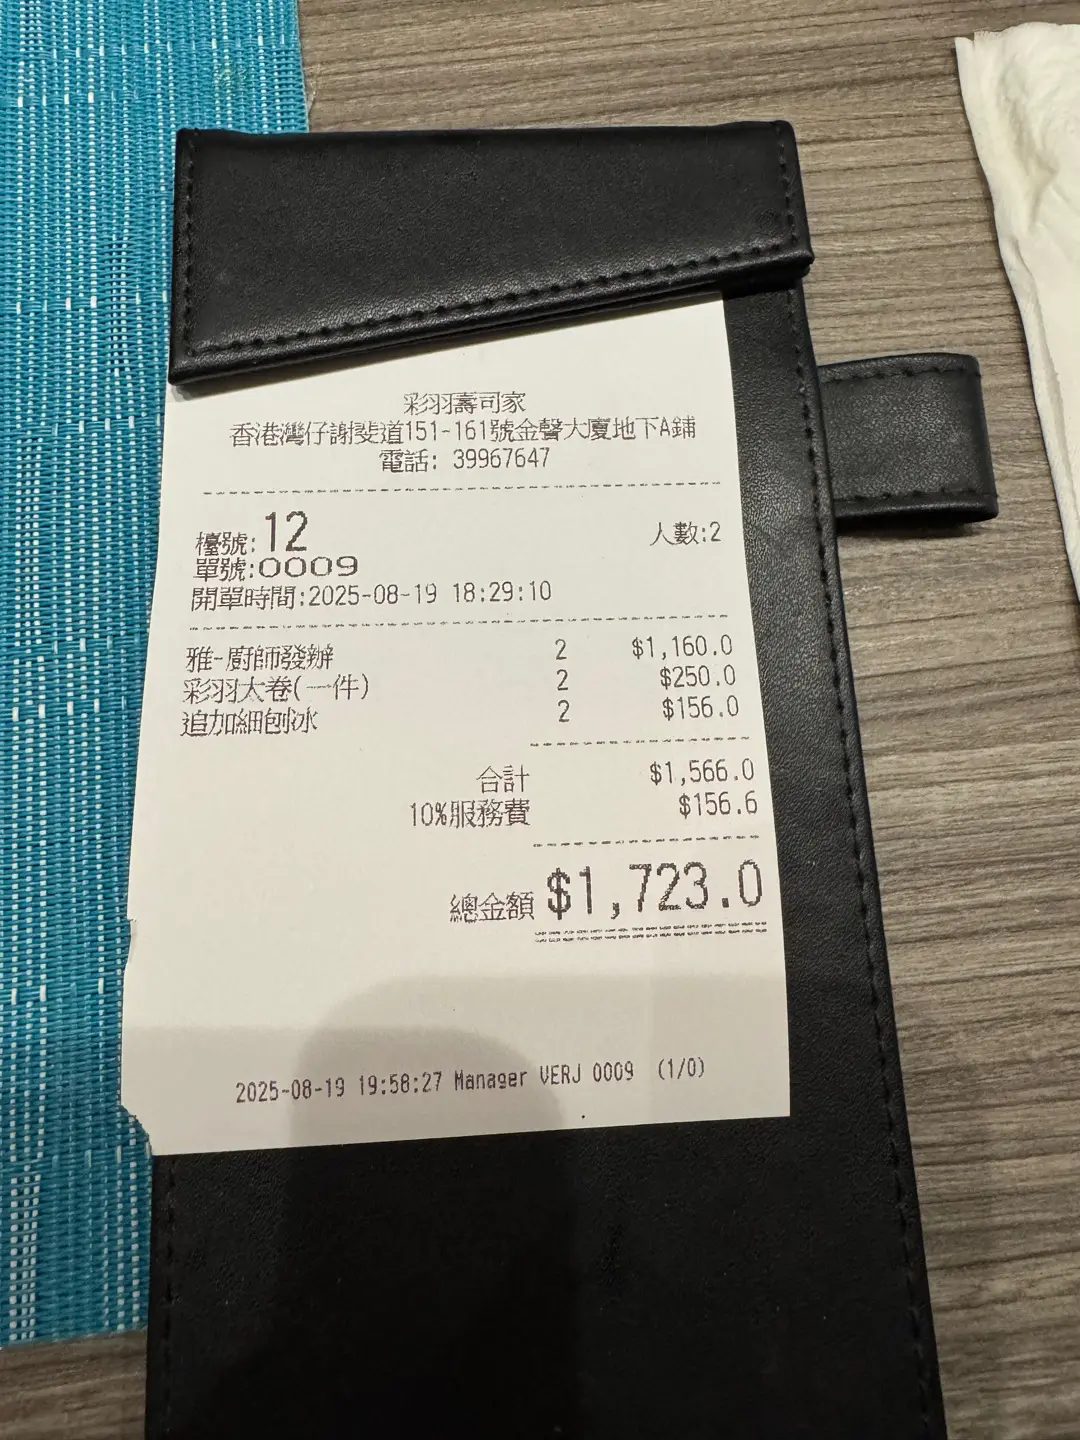 彩羽壽司家
香港灣仔謝斐道151-161號金聲大廈地下A鋪
電話: 39967647
檯號:12 人數:2
單號:0009
開單時間:2025-08-19 18:29:10
雅-廚師發辦 2 $1,160.0
彩羽太卷(一件) 2 $250.0
追加細刨冰 2 $156.0
合計 $1,566.0
10%服務費 $156.6
總金額 $1,723.0
2025-08-19 19:58:27 Manager VERJ 0009 (1/0)